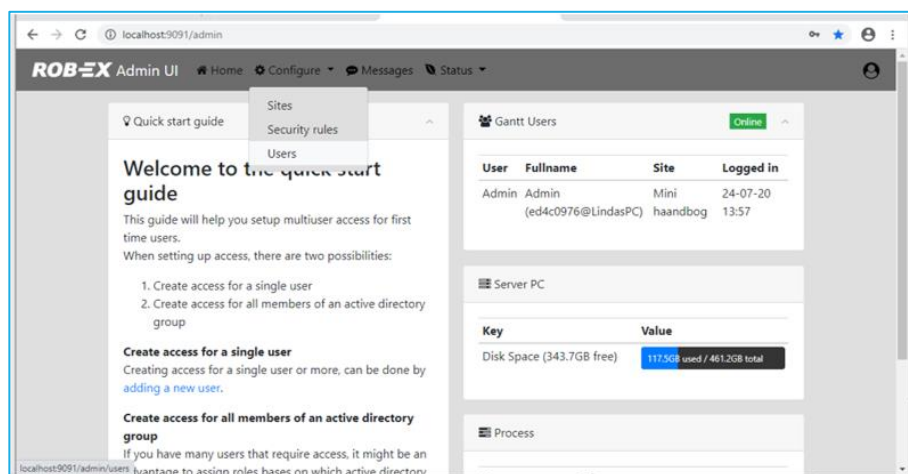 localhost:9091/admin
ROB-EX Admin UI Home Configure Messages Status
Sites
Security rules
Users
Quick start guide
Welcome to the quick start
guide
This guide will help you setup multiuser access for first
time users.
When setting up access, there are two possibilities:
1. Create access for a single user
2. Create access for all members of an active directory
group
Create access for a single user
Creating access for a single user or more, can be done by
adding a new user.
Create access for all members of an active directory
group
If you have many users that require access, it might be an
advantage to assign roles bases on which active directory
localhost:9091/admin/users
Gantt Users Online
User Fullname Site Logged in
Admin Admin Mini 24-07-20
(ed4c0976@LindasPC) haandbog 13:57
Server PC
Key Value
Disk Space (343.7GB free) 117.5GB used / 461.2GB total
Process